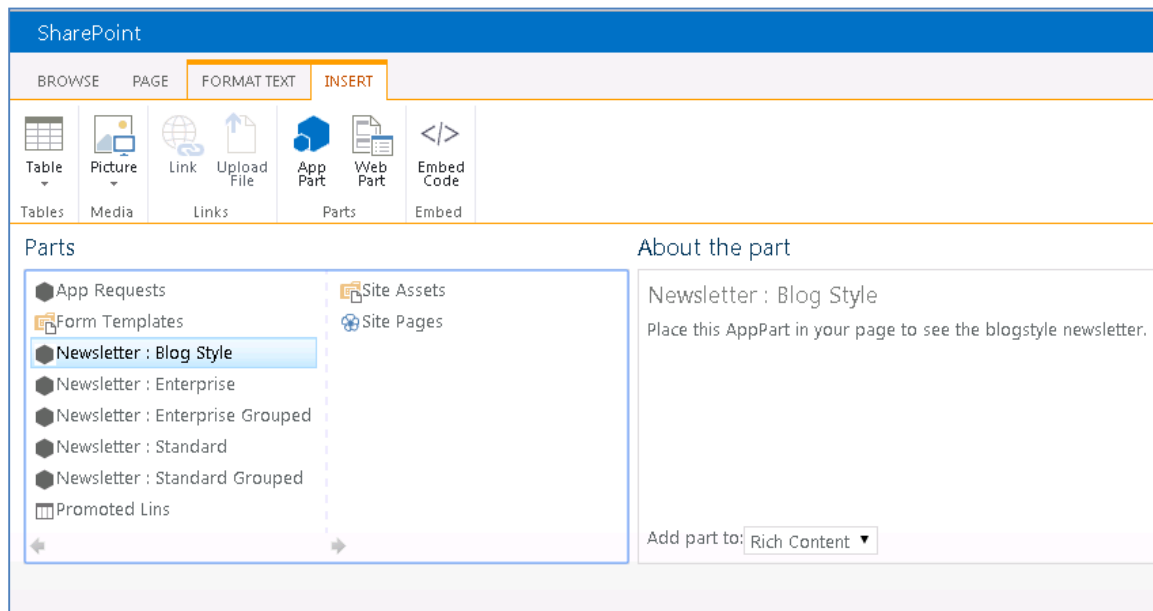 SharePoint
BROWSE PAGE FORMAT TEXT INSERT
</>
Table Picture Link Upload File App Part Web Part Embed Code
Tables Media Links Parts Embed
Parts
App Requests
Form Templates
Newsletter : Blog Style
Newsletter : Enterprise
Newsletter : Enterprise Grouped
Newsletter : Standard
Newsletter : Standard Grouped
Promoted Lins
Site Assets
Site Pages
About the part
Newsletter : Blog Style
Place this AppPart in your page to see the blogstyle newsletter.
Add part to: Rich Content